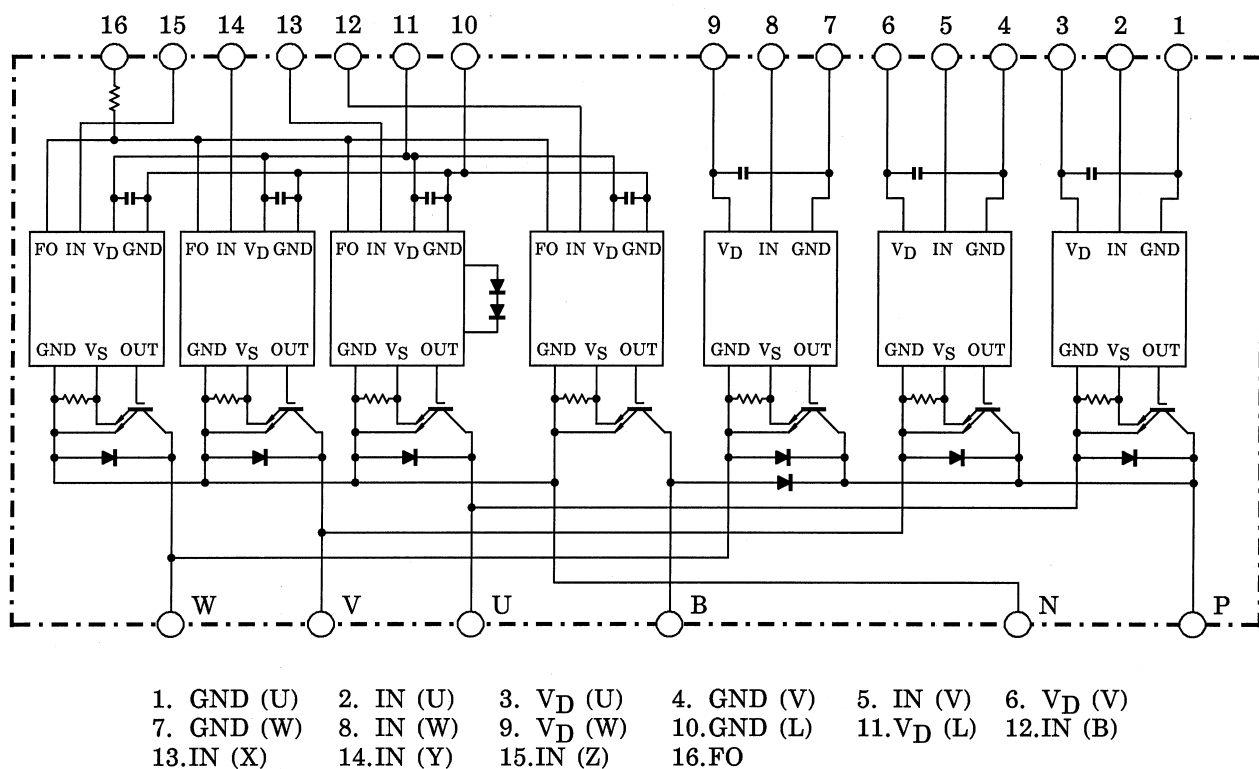 16 15 14 13 12 11 10 9 8 7 6 5 4 3 2 1
FO IN VD GND FO IN VD GND FO IN VD GND FO IN VD GND VD IN GND VD IN GND VD IN GND
GND VS OUT GND VS OUT GND VS OUT GND VS OUT GND VS OUT GND VS OUT GND VS OUT
W V U B N P
1. GND (U) 2. IN (U) 3. VD (U) 4. GND (V) 5. IN (V) 6. VD (V)
7. GND (W) 8. IN (W) 9. VD (W) 10.GND (L) 11.VD (L) 12.IN (B)
13.IN (X) 14.IN (Y) 15.IN (Z) 16.FO